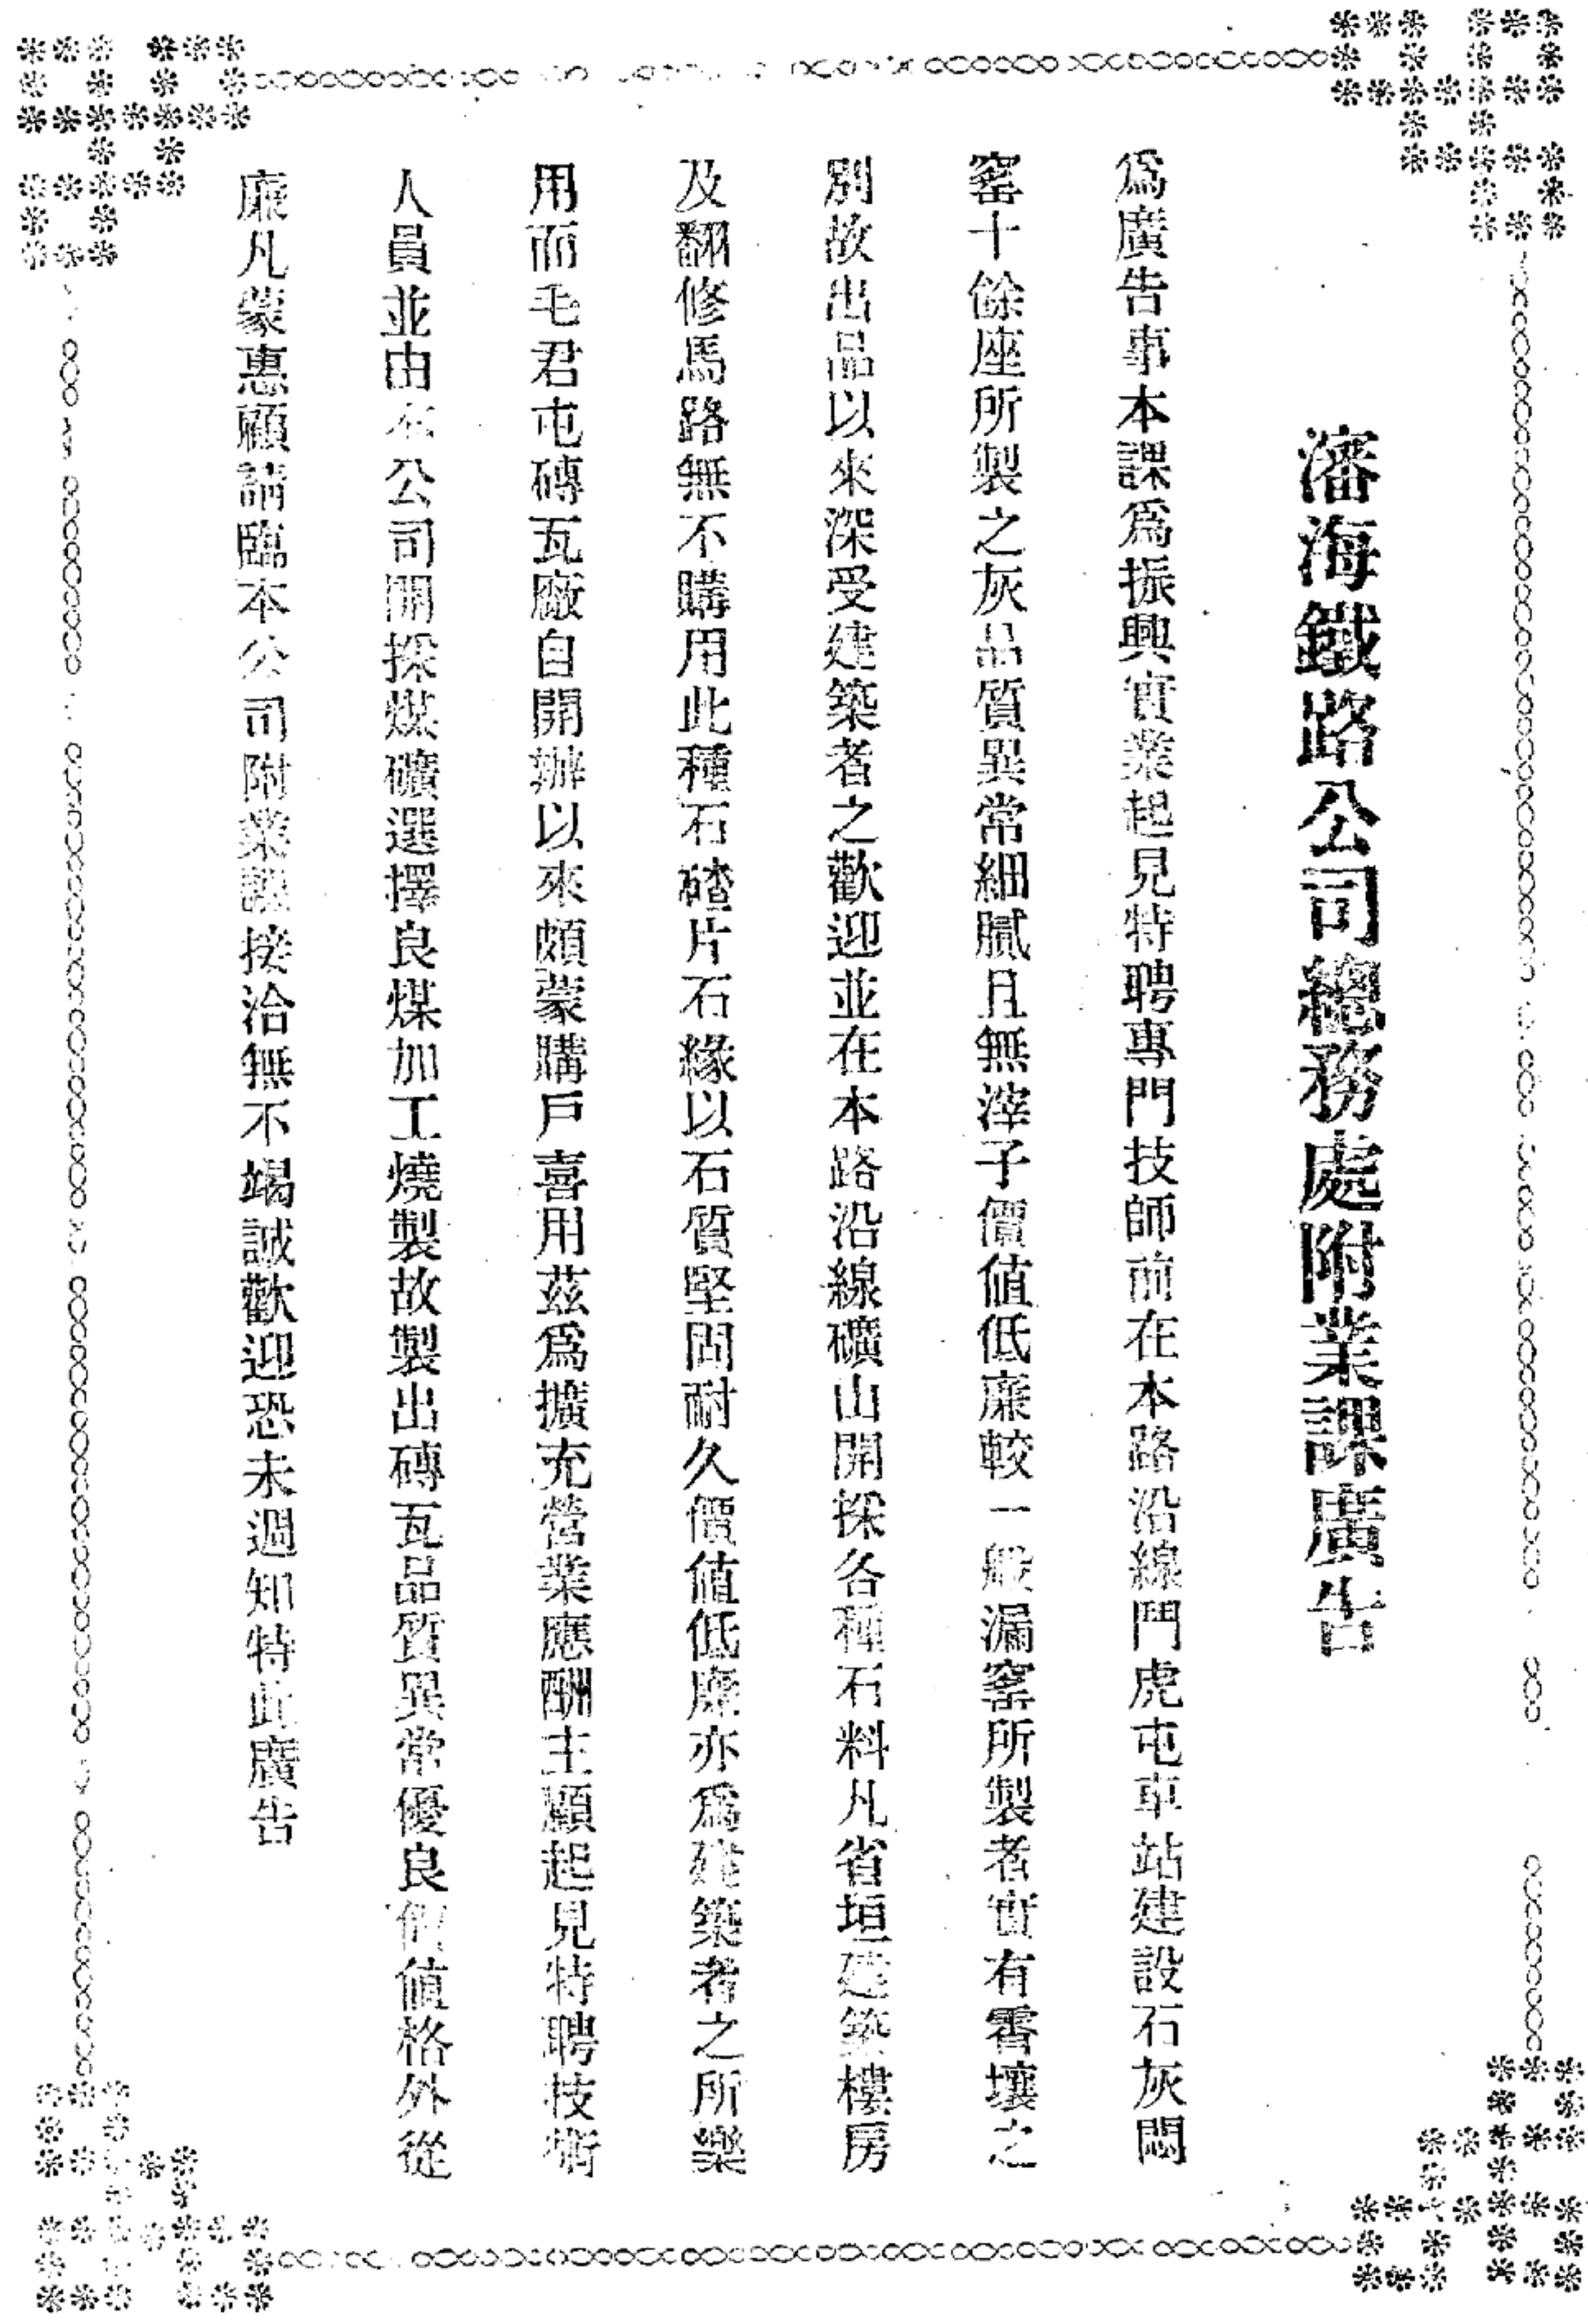 瀋海鐵路公司總務處附業課廣告
爲廣告事本課爲振興實業起見特聘專門技師前在本路沿線鬥虎屯車站建設石灰悶
窰十餘座所製之灰品質異常細膩且無滓子價值低廉較一般漏窰所製者實有霄壤之
別故出品以來深受建築者之歡迎並在本路沿線礦山開採各種石料凡省垣建築樓房
及翻修馬路無不購用此種石碴片石緣以石質堅固耐久價值低廉亦爲建築者之所樂
用而毛君屯磚瓦廠自開辦以來頗蒙購戶喜用茲爲擴充營業應酬主顧起見特聘技術
人員並由本公司開採煤礦選擇良煤加工燒製故製出磚瓦品質異常優良價值格外從
廉凡蒙惠顧請臨本公司附業課接洽無不竭誠歡迎恐未週知特此廣告